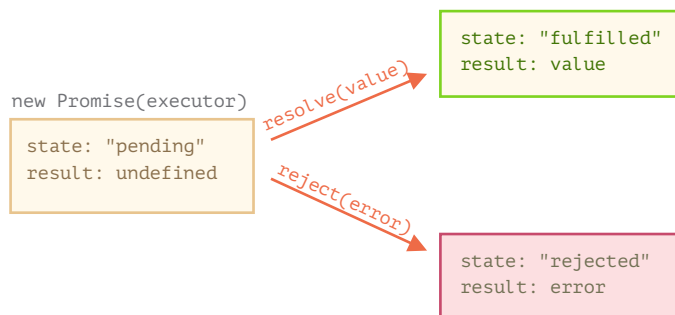 state: "fulfilled"
result: value
resolve(value)
new Promise(executor)
state: "pending"
result: undefined
reject(error)
state: "rejected"
result: error